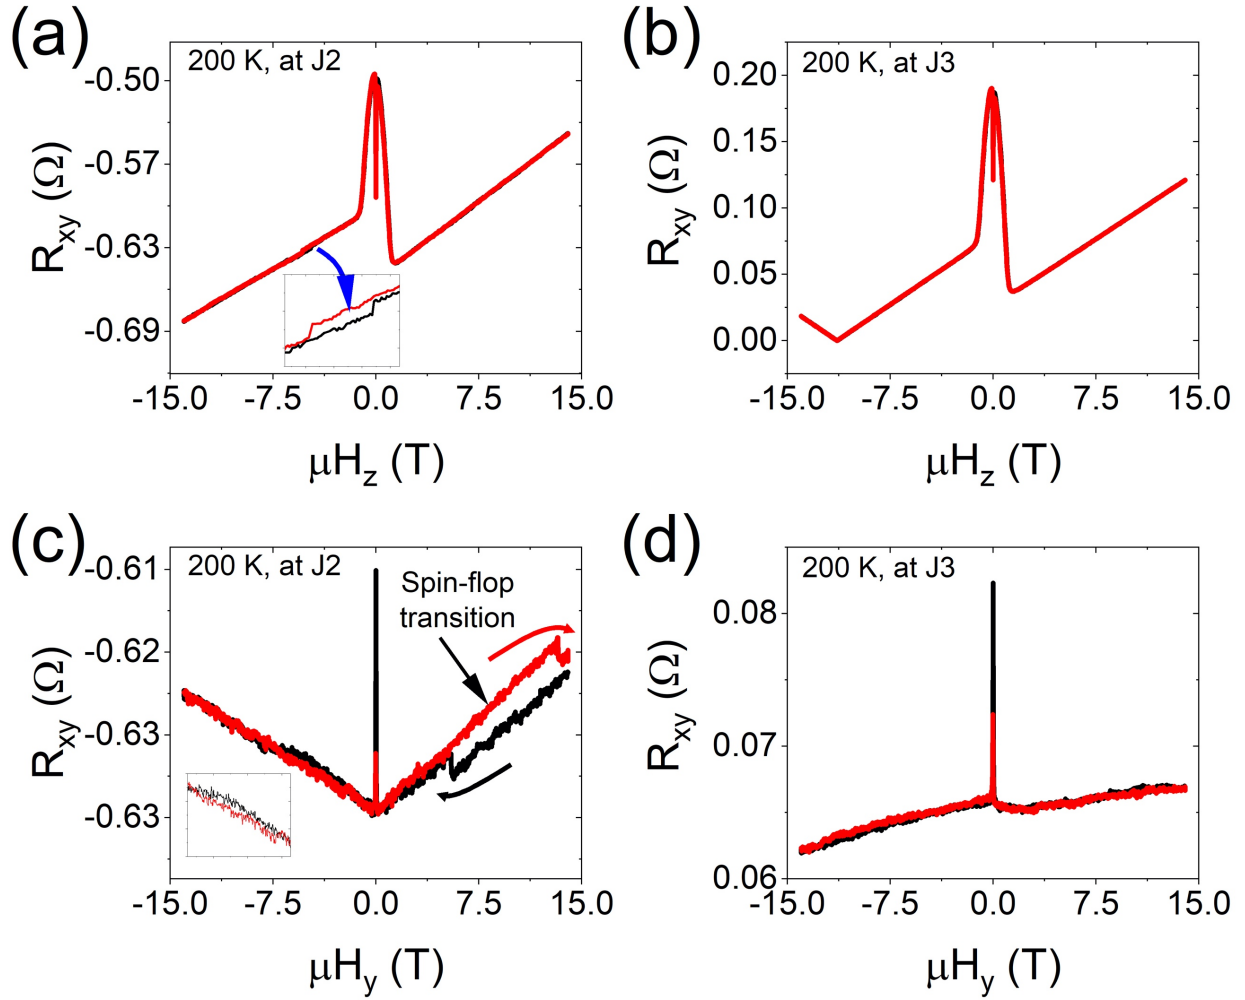 (a)
200 K, at J2
-0.50
-0.57
-0.63
-0.69
Rxy (Ω)
-15.0 -7.5 0.0 7.5 15.0
μHz (T)
(b)
200 K, at J3
0.20
0.15
0.10
0.05
0.00
Rxy (Ω)
-15.0 -7.5 0.0 7.5 15.0
μHz (T)
(c)
200 K, at J2
Spin-flop
transition
-0.61
-0.62
-0.63
-0.63
Rxy (Ω)
-15.0 -7.5 0.0 7.5 15.0
μHy (T)
(d)
200 K, at J3
0.08
0.07
0.06
Rxy (Ω)
-15.0 -7.5 0.0 7.5 15.0
μHy (T)